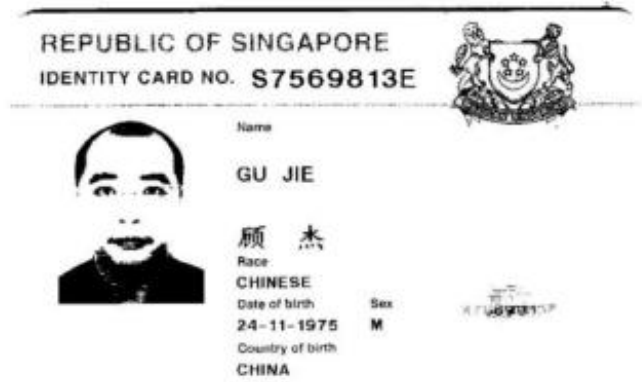 REPUBLIC OF SINGAPORE
IDENTITY CARD NO. S7569813E
Name
GU JIE
顾 杰
Race
CHINESE
Date of birth Sex
24-11-1975 M
Country of birth
CHINA